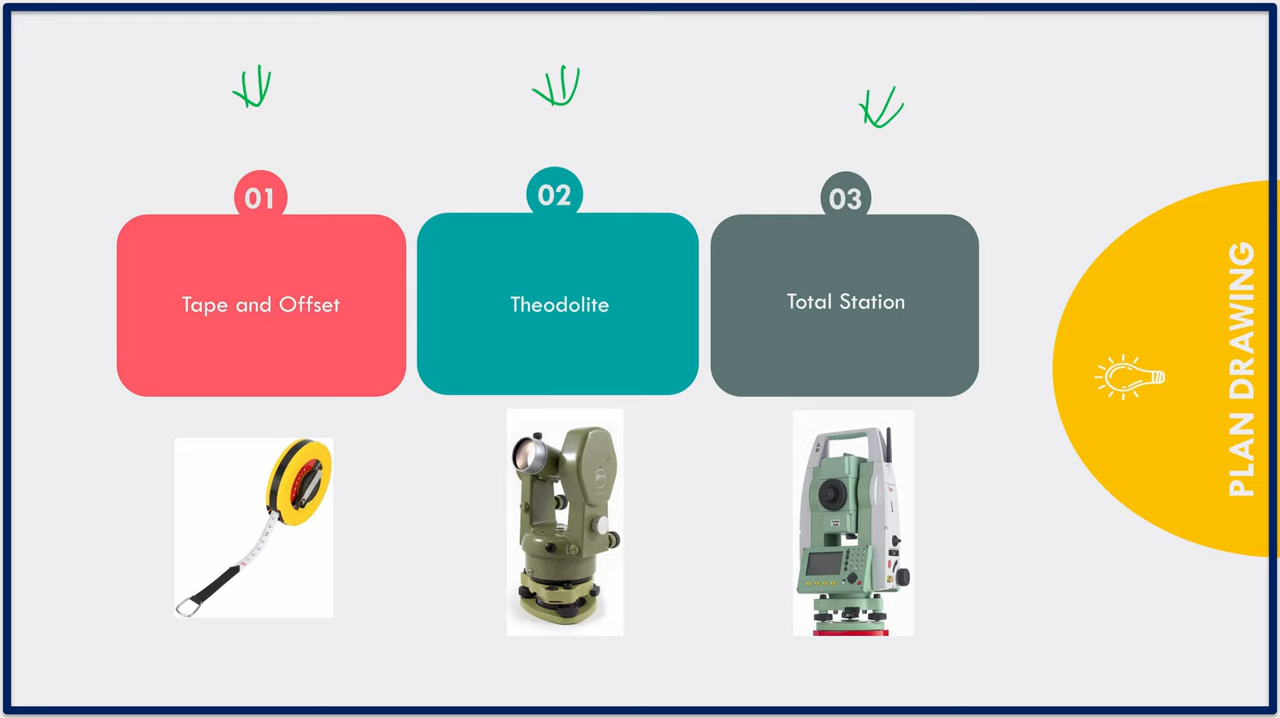 01
02
03
Tape and Offset
Theodolite
Total Station
PLAN DRAWING